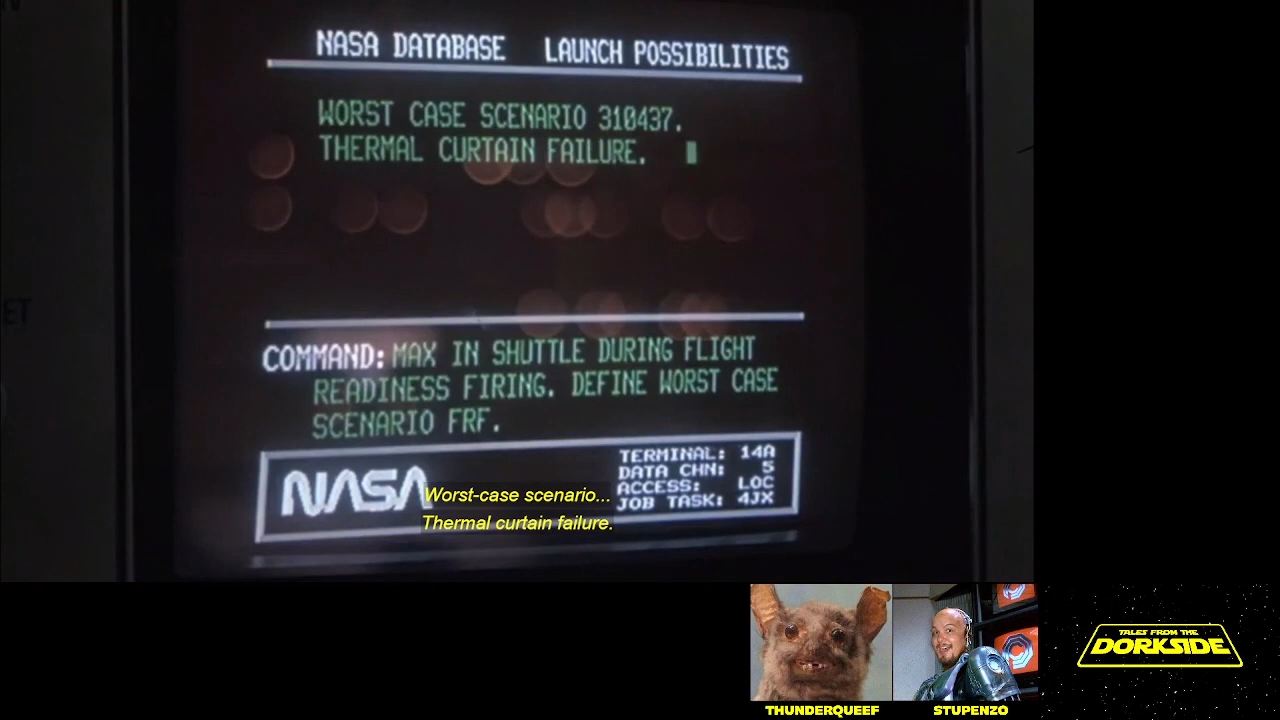 NASA DATABASE LAUNCH POSSIBILITIES
WORST CASE SCENARIO 310437.
THERMAL CURTAIN FAILURE.
COMMAND: MAX IN SHUTTLE DURING FLIGHT
READINESS FIRING. DEFINE WORST CASE
SCENARIO FRF.
NASA
TERMINAL: 14A
DATA CHN: 5
ACCESS: LOC
JOB TASK: 4JX
Worst-case scenario...
Thermal curtain failure.
ET
THUNDERQUEEF
STUPENZO
TALES FROM THE
DORKSIDE